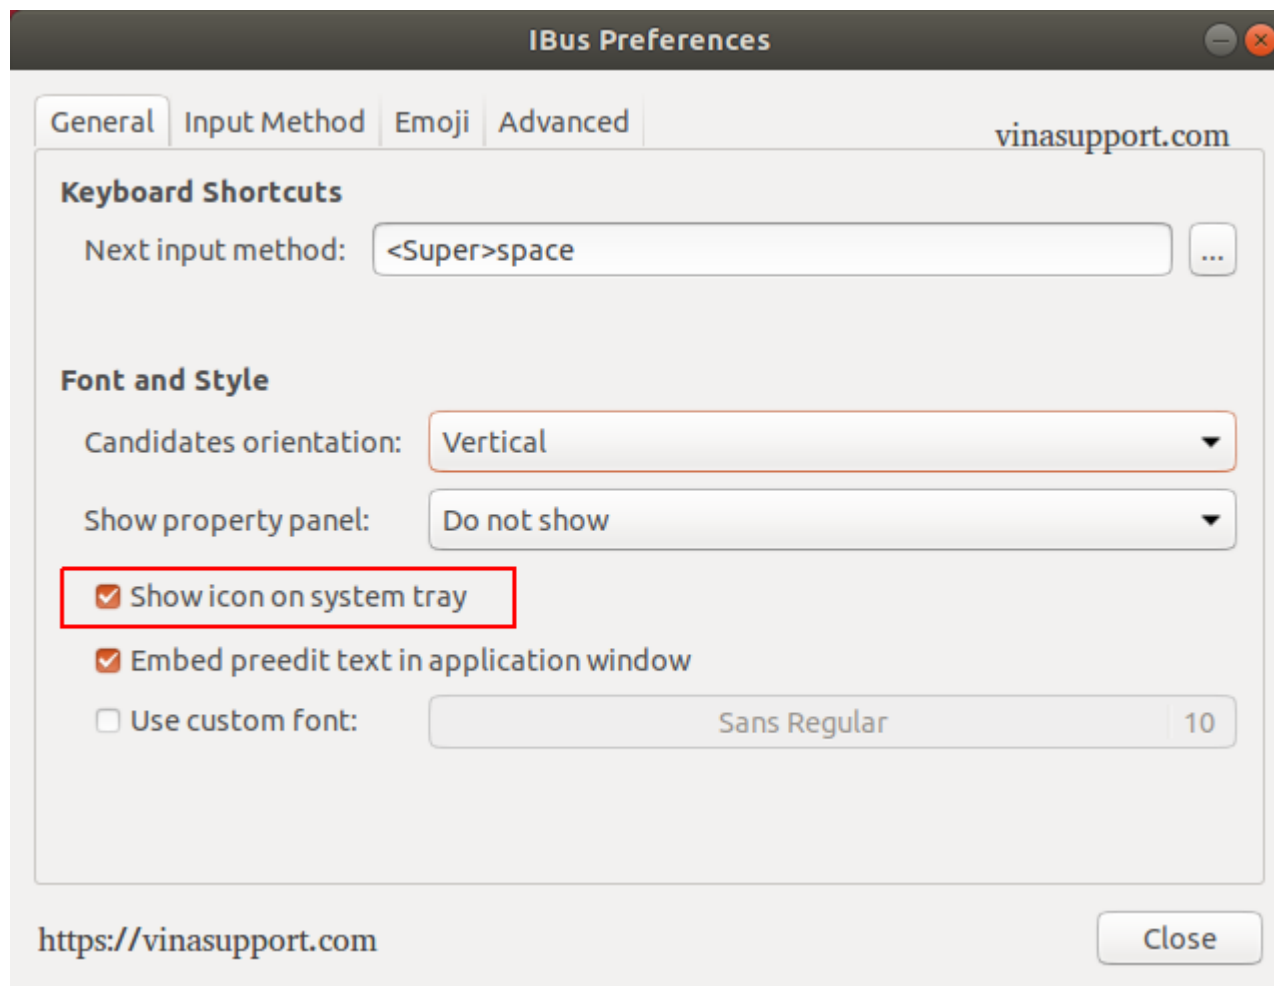 IBus Preferences
General Input Method Emoji Advanced
vinasupport.com
Keyboard Shortcuts
Next input method: <Super>space ...
Font and Style
Candidates orientation: Vertical
Show property panel: Do not show
Show icon on system tray
Embed preedit text in application window
Use custom font: Sans Regular 10
https://vinasupport.com
Close